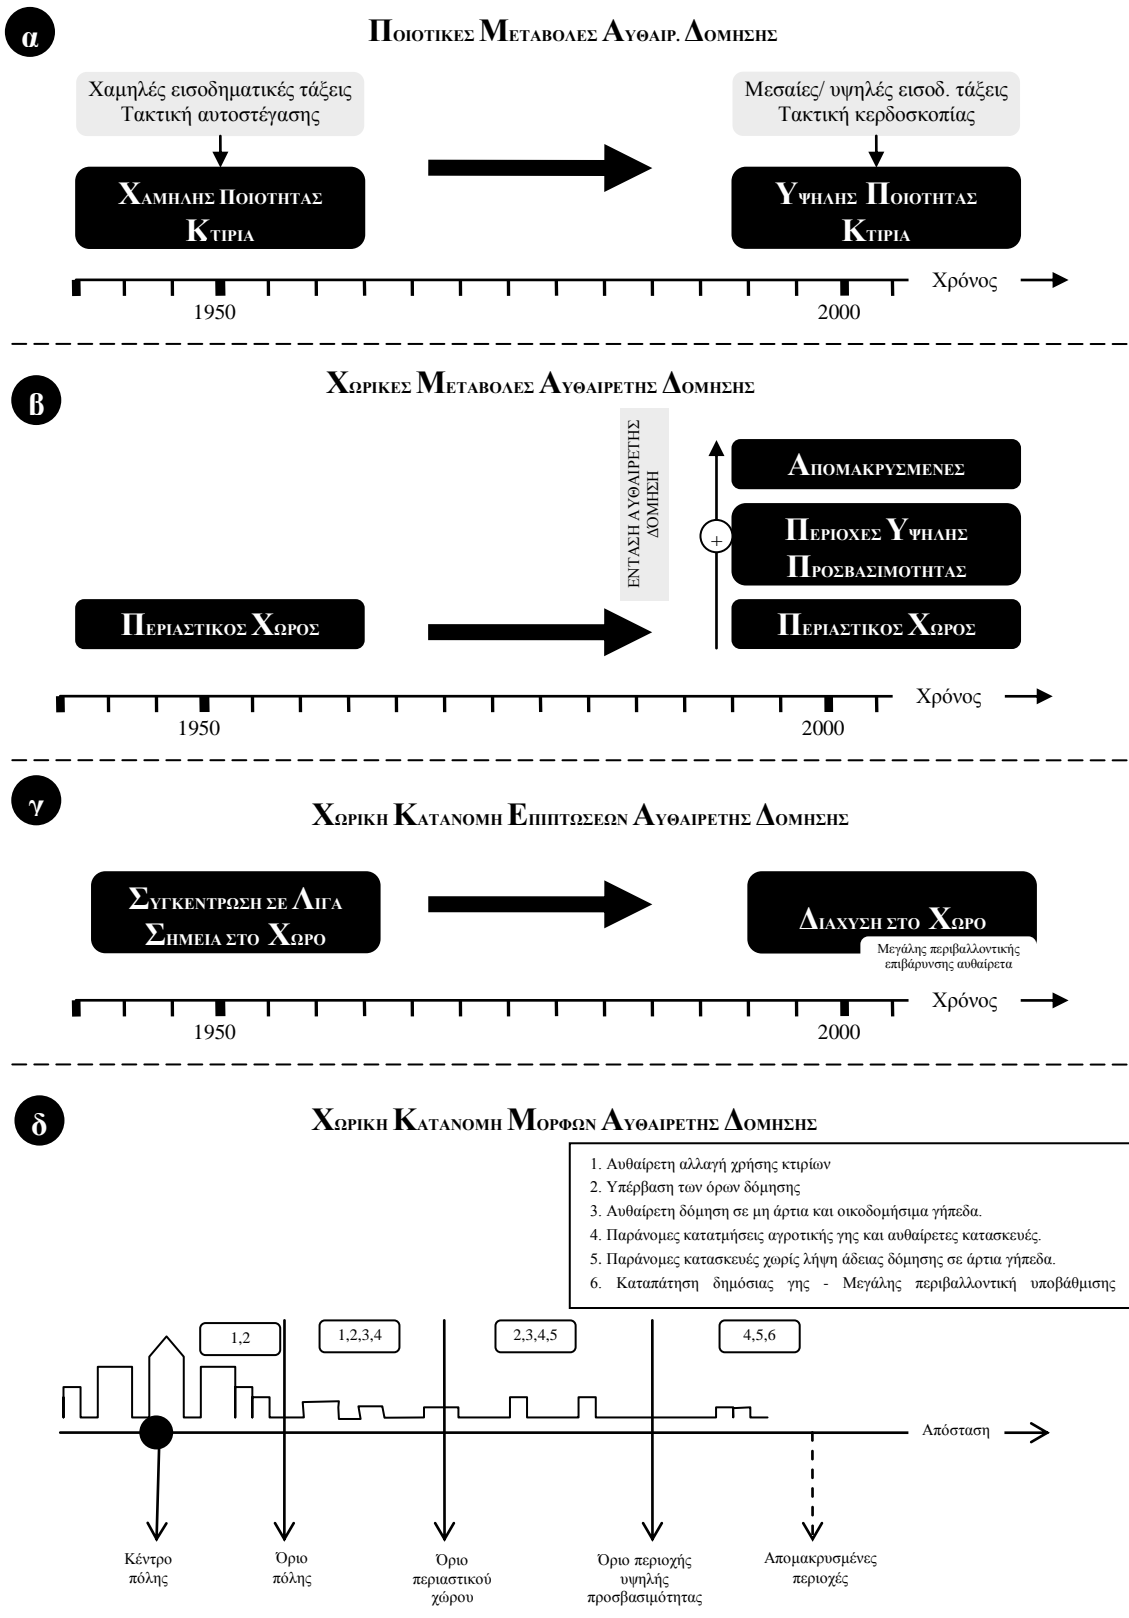 α
ΠΟΙΟΤΙΚΕΣ ΜΕΤΑΒΟΛΕΣ ΑΥΘΑΙΡ. ΔΟΜΗΣΗΣ
Χαμηλές εισοδηματικές τάξεις
Τακτική αυτοστέγασης
Μεσαίες/ υψηλές εισοδ. τάξεις
Τακτική κερδοσκοπίας
ΧΑΜΗΛΗΣ ΠΟΙΟΤΗΤΑΣ
ΚΤΙΡΙΑ
ΥΨΗΛΗΣ ΠΟΙΟΤΗΤΑΣ
ΚΤΙΡΙΑ
Χρόνος
1950
2000
β
ΧΩΡΙΚΕΣ ΜΕΤΑΒΟΛΕΣ ΑΥΘΑΙΡΕΤΗΣ ΔΟΜΗΣΗΣ
ΕΝΤΑΣΗ ΑΥΘΑΙΡΕΤΗΣ
ΔΌΜΗΣΗ
ΑΠΟΜΑΚΡΥΣΜΕΝΕΣ
+
ΠΕΡΙΟΧΕΣ ΥΨΗΛΗΣ
ΠΡΟΣΒΑΣΙΜΟΤΗΤΑΣ
ΠΕΡΙΑΣΤΙΚΟΣ ΧΩΡΟΣ
ΠΕΡΙΑΣΤΙΚΟΣ ΧΩΡΟΣ
Χρόνος
1950
2000
γ
ΧΩΡΙΚΗ ΚΑΤΑΝΟΜΗ ΕΠΙΠΤΩΣΕΩΝ ΑΥΘΑΙΡΕΤΗΣ ΔΟΜΗΣΗΣ
ΣΥΓΚΕΝΤΡΩΣΗ ΣΕ ΛΙΓΑ
ΣΗΜΕΙΑ ΣΤΟ ΧΩΡΟ
ΔΙΑΧΥΣΗ ΣΤΟ ΧΩΡΟ
Μεγάλης περιβαλλοντικής
επιβάρυνσης αυθαίρετα
Χρόνος
1950
2000
δ
ΧΩΡΙΚΗ ΚΑΤΑΝΟΜΗ ΜΟΡΦΩΝ ΑΥΘΑΙΡΕΤΗΣ ΔΟΜΗΣΗΣ
1. Αυθαίρετη αλλαγή χρήσης κτιρίων
2. Υπέρβαση των όρων δόμησης
3. Αυθαίρετη δόμηση σε μη άρτια και οικοδομήσιμα γήπεδα.
4. Παράνομες κατατμήσεις αγροτικής γης και αυθαίρετες κατασκευές.
5. Παράνομες κατασκευές χωρίς λήψη άδειας δόμησης σε άρτια γήπεδα.
6. Καταπάτηση δημόσιας γης - Μεγάλης περιβαλλοντική υποβάθμισης
1,2
1,2,3,4
2,3,4,5
4,5,6
Απόσταση
Κέντρο
πόλης
Όριο
πόλης
Όριο
περιαστικού
χώρου
Όριο περιοχής
υψηλής
προσβασιμότητας
Απομακρυσμένες
περιοχές